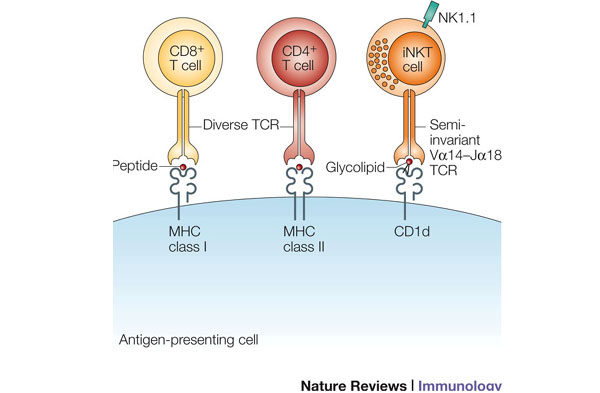 NK1.1
CD8+
T cell
CD4+
T cell
iNKT
cell
Diverse TCR
Semi-
invariant
Vα14–Jα18
TCR
Peptide
Glycolipid
MHC
class I
MHC
class II
CD1d
Antigen-presenting cell
Nature Reviews | Immunology